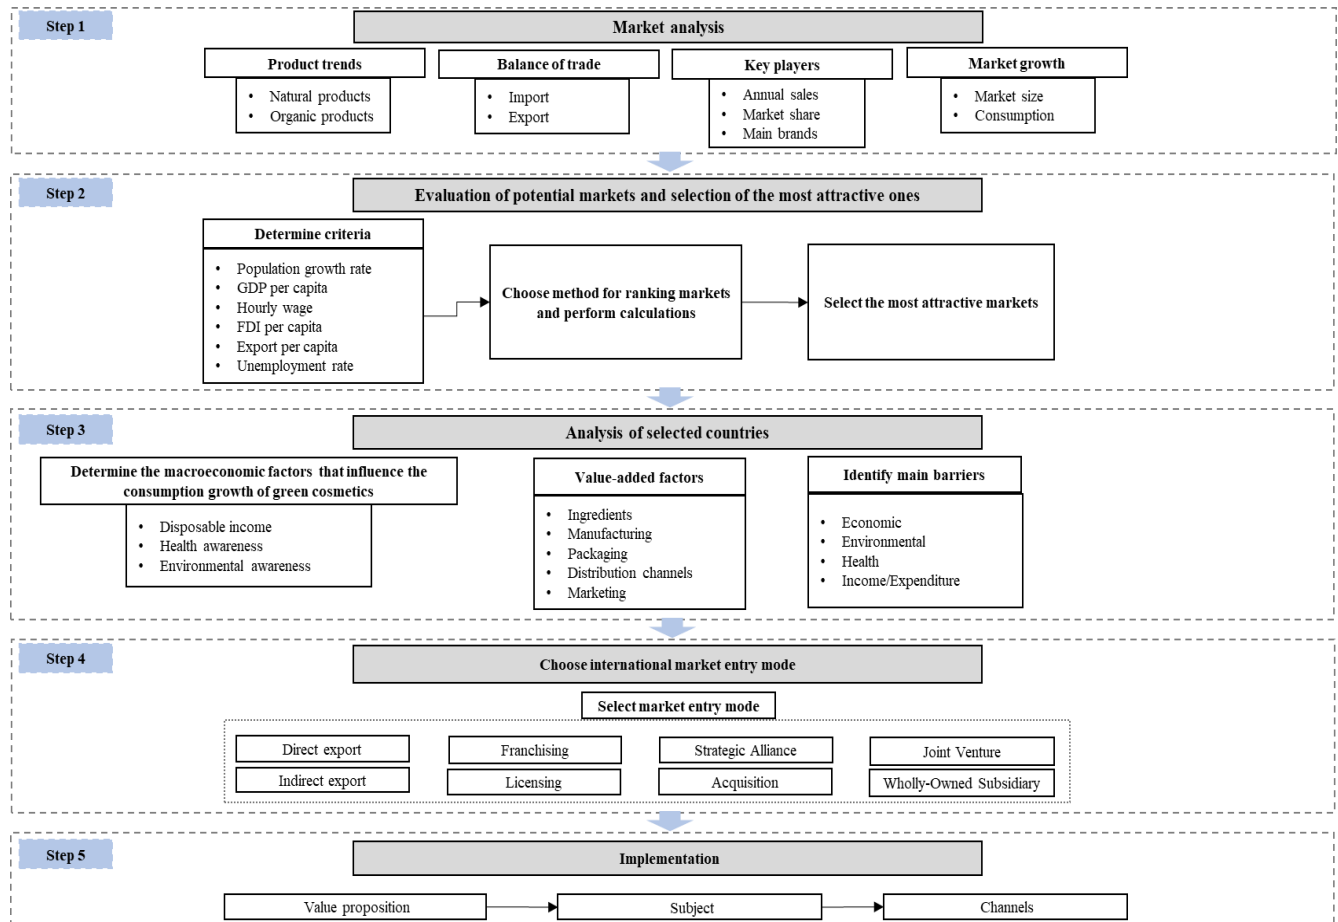 Step 1
Market analysis
Product trends
• Natural products
• Organic products
Balance of trade
• Import
• Export
Key players
• Annual sales
• Market share
• Main brands
Market growth
• Market size
• Consumption
Step 2
Evaluation of potential markets and selection of the most attractive ones
Determine criteria
• Population growth rate
• GDP per capita
• Hourly wage
• FDI per capita
• Export per capita
• Unemployment rate
Choose method for ranking markets
and perform calculations
Select the most attractive markets
Step 3
Analysis of selected countries
Determine the macroeconomic factors that influence the
consumption growth of green cosmetics
• Disposable income
• Health awareness
• Environmental awareness
Value-added factors
• Ingredients
• Manufacturing
• Packaging
• Distribution channels
• Marketing
Identify main barriers
• Economic
• Environmental
• Health
• Income/Expenditure
Step 4
Choose international market entry mode
Select market entry mode
Direct export
Franchising
Strategic Alliance
Joint Venture
Indirect export
Licensing
Acquisition
Wholly-Owned Subsidiary
Step 5
Implementation
Value proposition
Subject
Channels